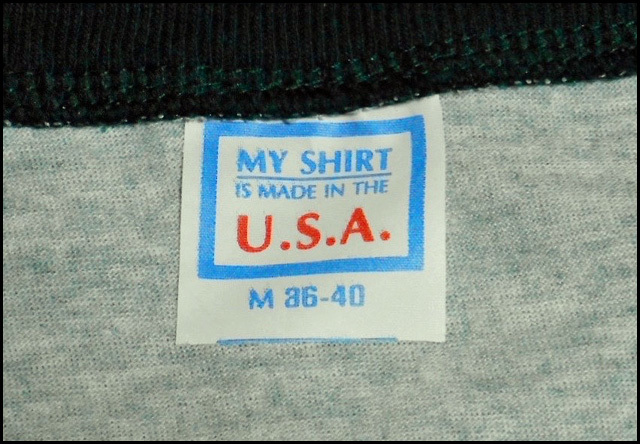 MY SHIRT
IS MADE IN THE
U.S.A.
M 36-40